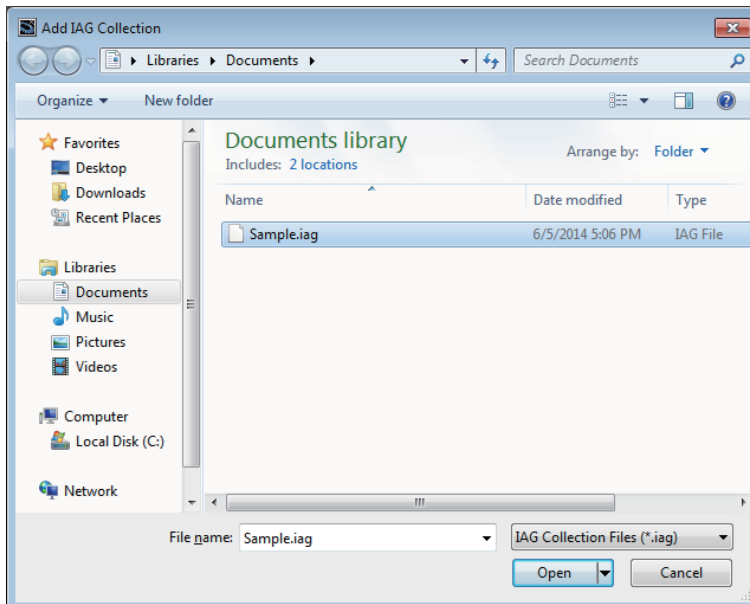 Add IAG Collection
Libraries Documents Search Documents
Organize New folder
Favorites
Desktop
Downloads
Recent Places
Libraries
Documents
Music
Pictures
Videos
Computer
Local Disk (C:)
Network
Documents library
Includes: 2 locations
Arrange by: Folder
Name Date modified Type
Sample.iag 6/5/2014 5:06 PM IAG File
File name: Sample.iag IAG Collection Files (*.iag)
Open Cancel